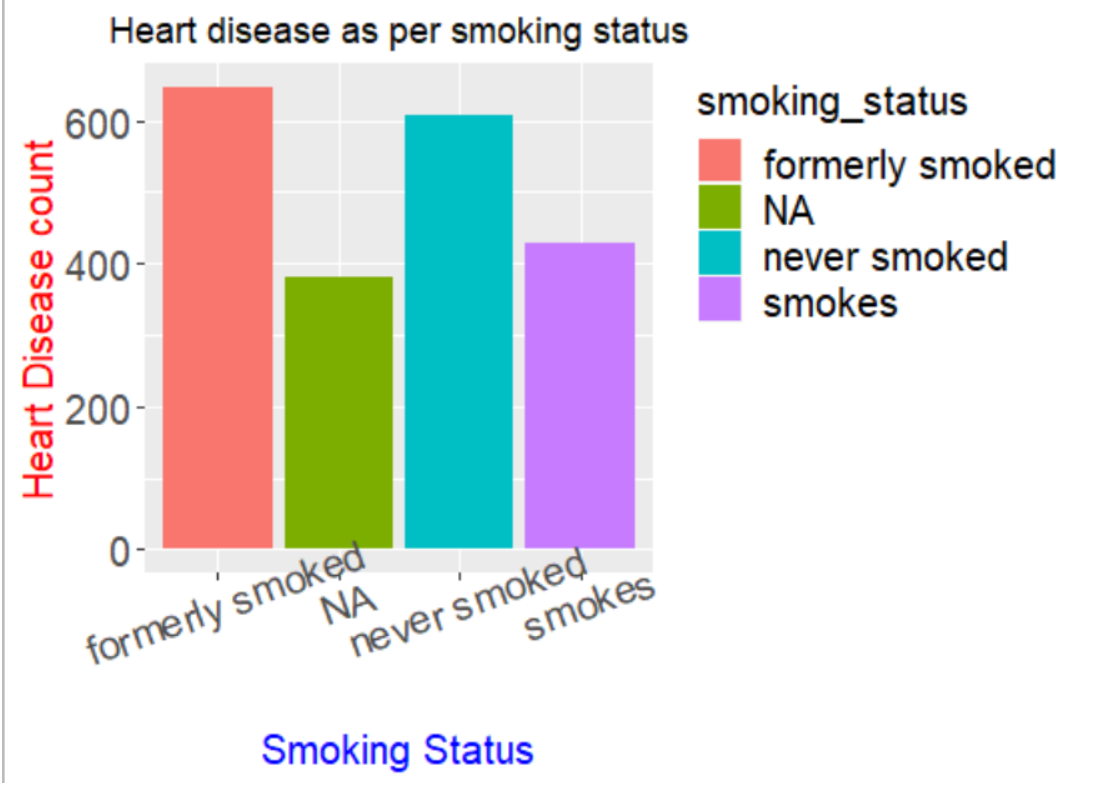 Heart disease as per smoking status
Heart Disease count
600
400
200
0
formerly smoked
NA
never smoked
smokes
Smoking Status
smoking_status
formerly smoked
NA
never smoked
smokes